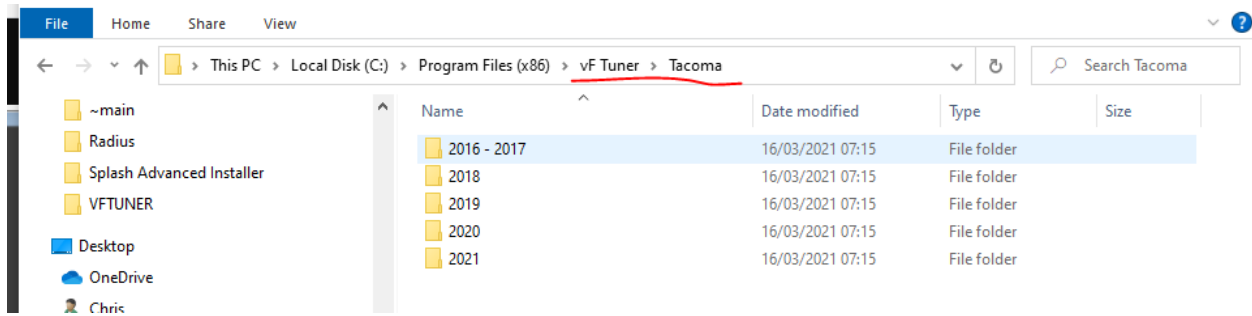 File Home Share View
This PC > Local Disk (C:) > Program Files (x86) > vF Tuner > Tacoma Search Tacoma
~main
Radius
Splash Advanced Installer
VFTUNER
Desktop
OneDrive
Chris
Name Date modified Type Size
2016 - 2017 16/03/2021 07:15 File folder
2018 16/03/2021 07:15 File folder
2019 16/03/2021 07:15 File folder
2020 16/03/2021 07:15 File folder
2021 16/03/2021 07:15 File folder